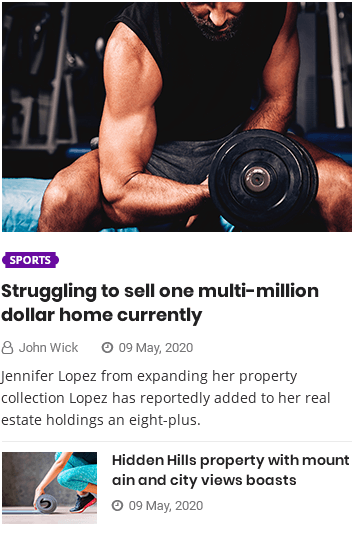 SPORTS
Struggling to sell one multi-million
dollar home currently
John Wick 09 May, 2020
Jennifer Lopez from expanding her property
collection Lopez has reportedly added to her real
estate holdings an eight-plus.
Hidden Hills property with mount
ain and city views boasts
09 May, 2020